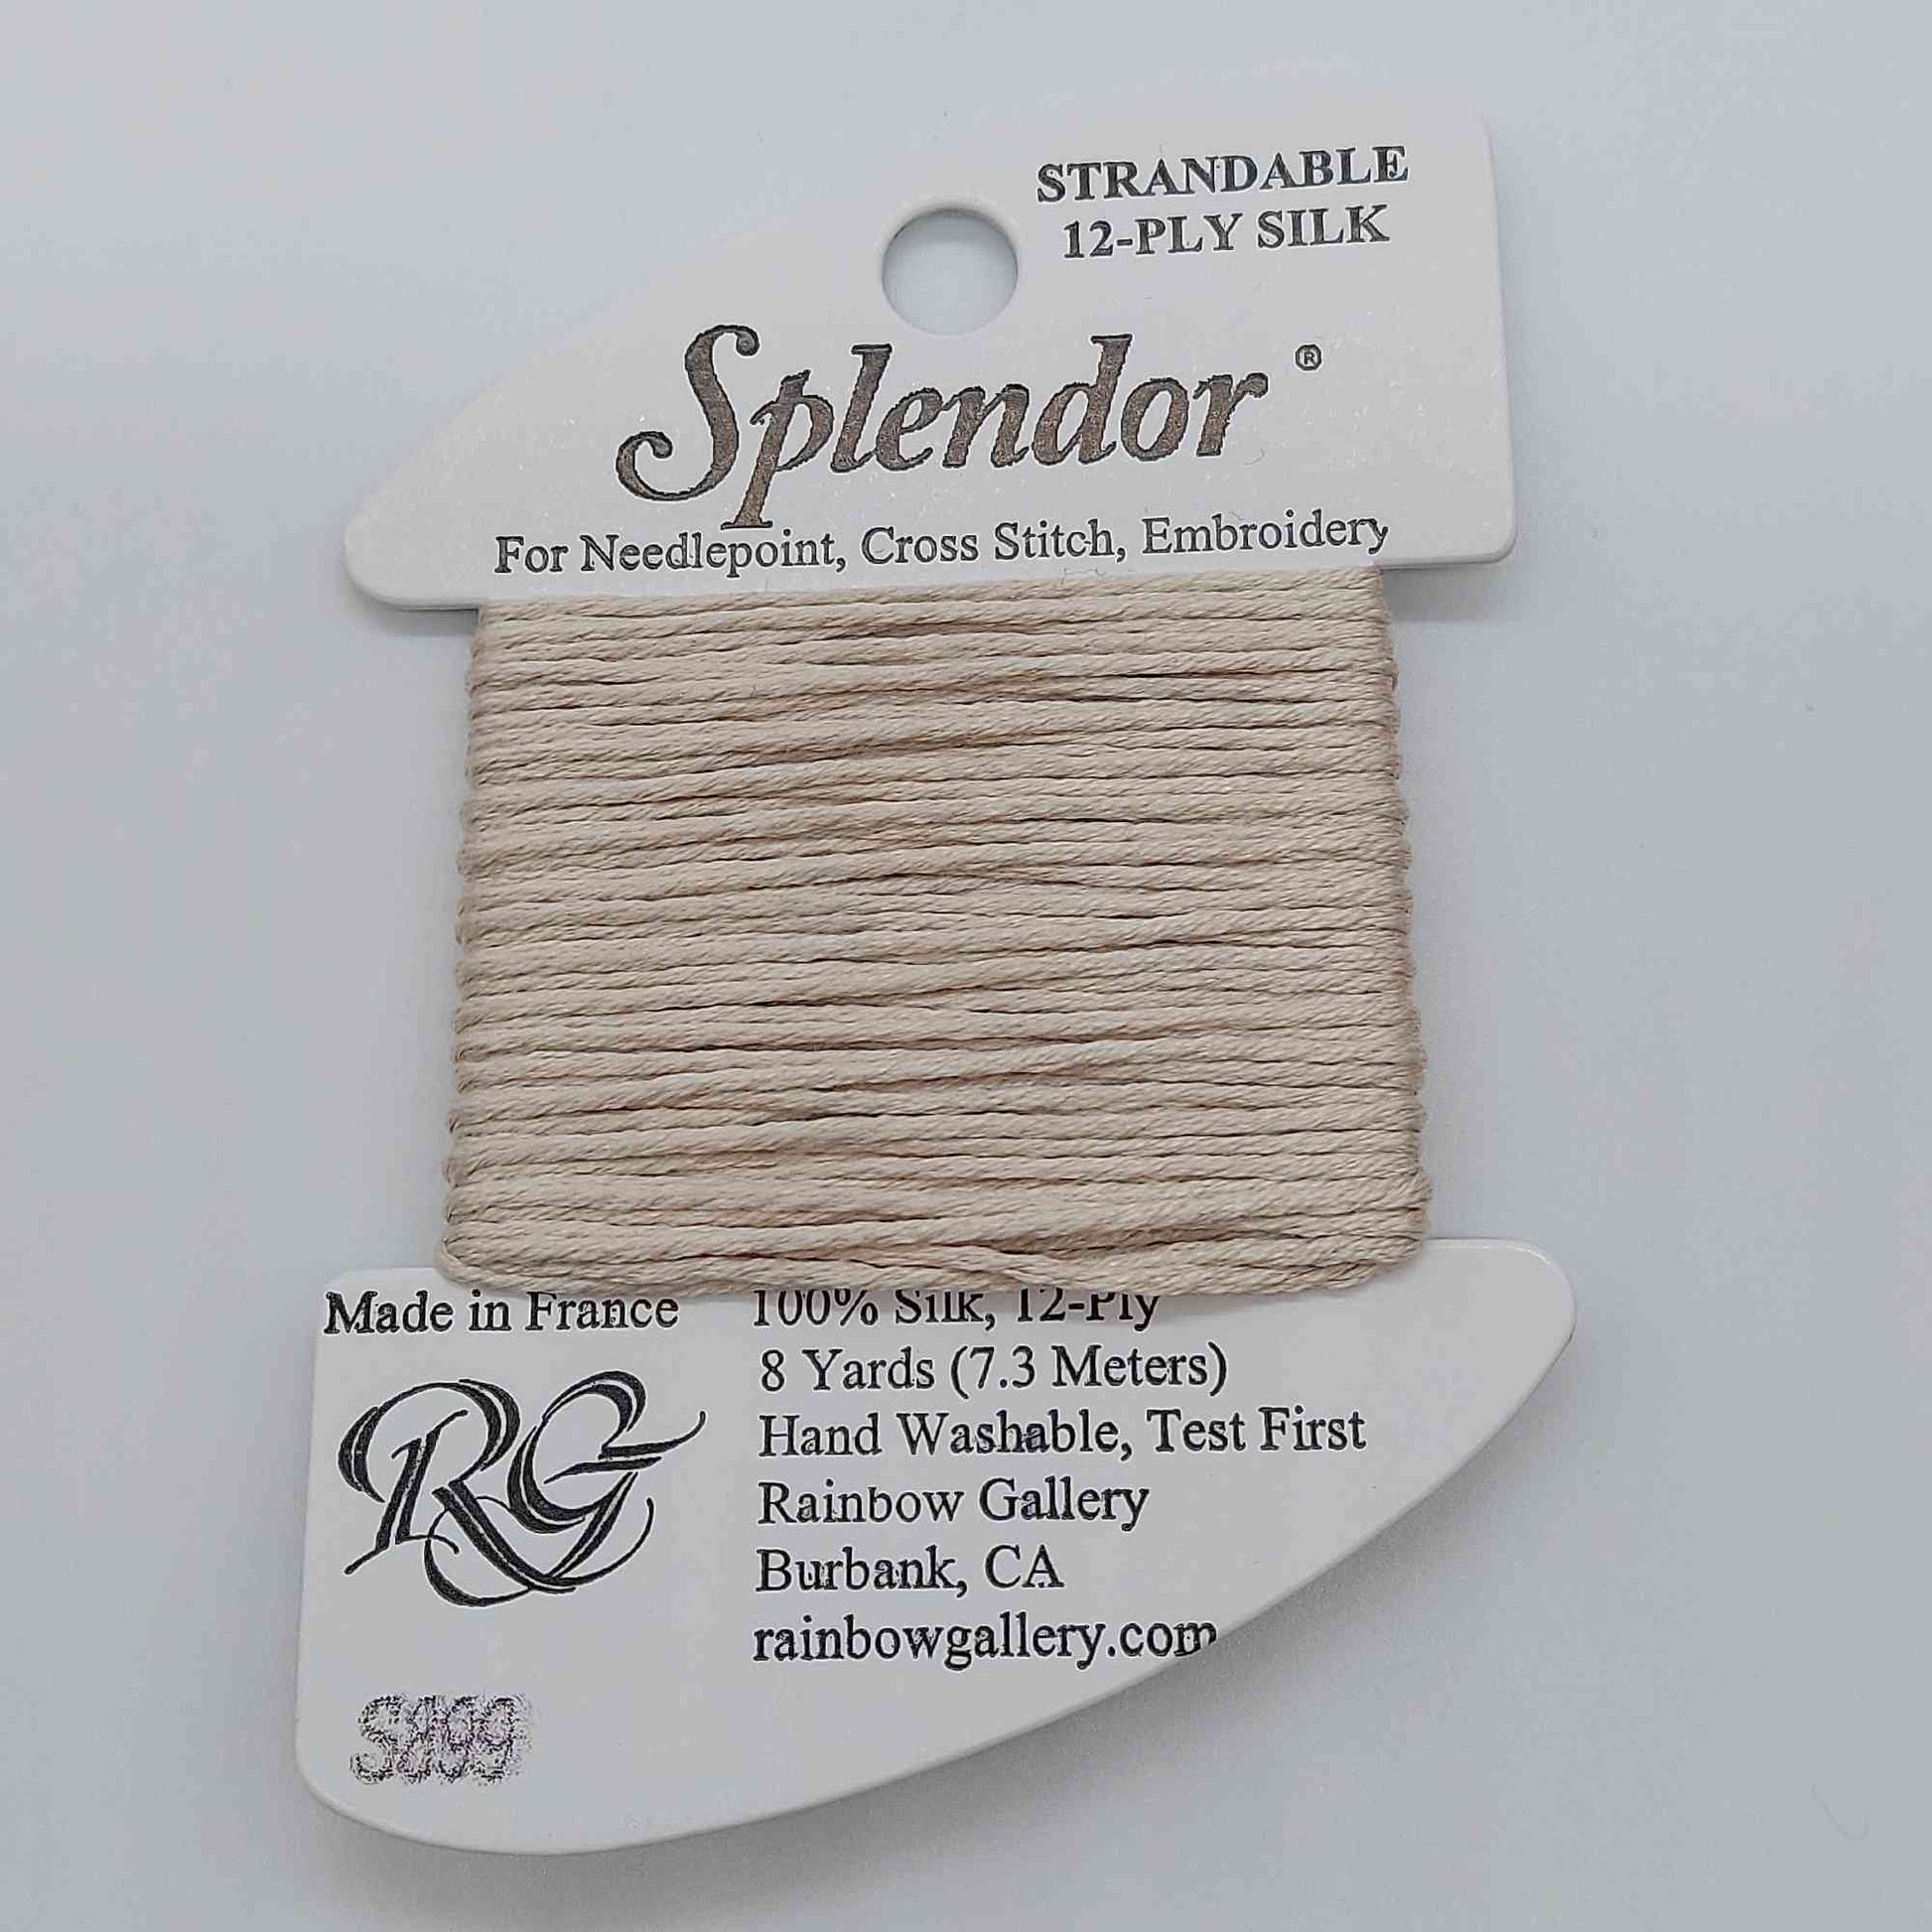 STRANDABLE
12-PLY SILK
Splendor ®
For Needlepoint, Cross Stitch, Embroidery
Made in France
100% Silk, 12-Ply
8 Yards (7.3 Meters)
Hand Washable, Test First
Rainbow Gallery
Burbank, CA
rainbowgallery.com
RG